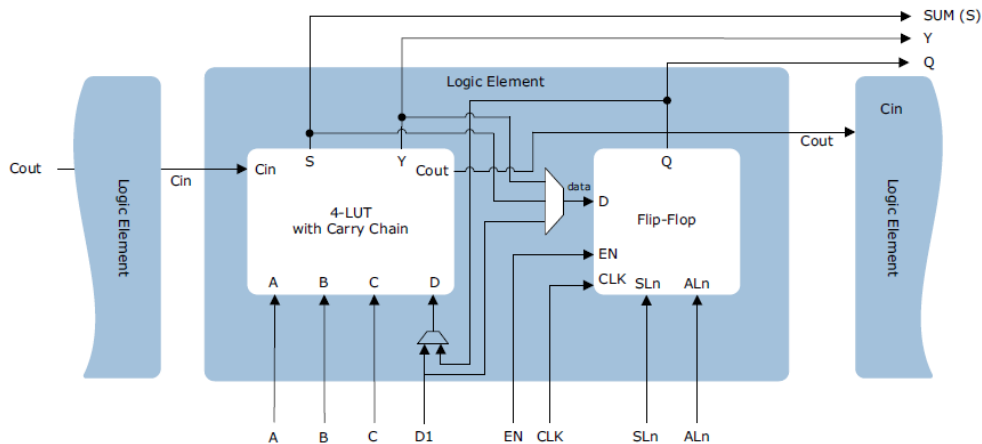 SUM (S)
Y
Q
Logic Element
Cin
S
Y
Cout
Q
Cout
Cout
Cin
Cin
data
D
Logic Element
4-LUT
with Carry Chain
Flip-Flop
Logic Element
EN
A
B
C
D
CLK
SLn
ALn
A
B
C
D1
EN
CLK
SLn
ALn